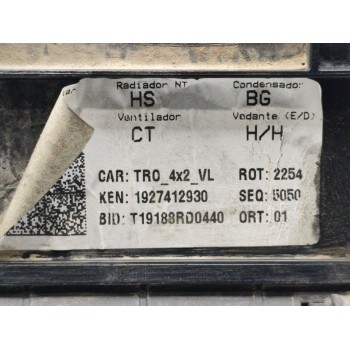 Radiador NT Condensador
HS BG
Ventilador Vedante (E/D)
CT H/H
CAR: TRO_4x2_VL ROT: 2254
KEN: 1927412930 SEQ: 5050
BID: T19188RD0440 ORT: 01